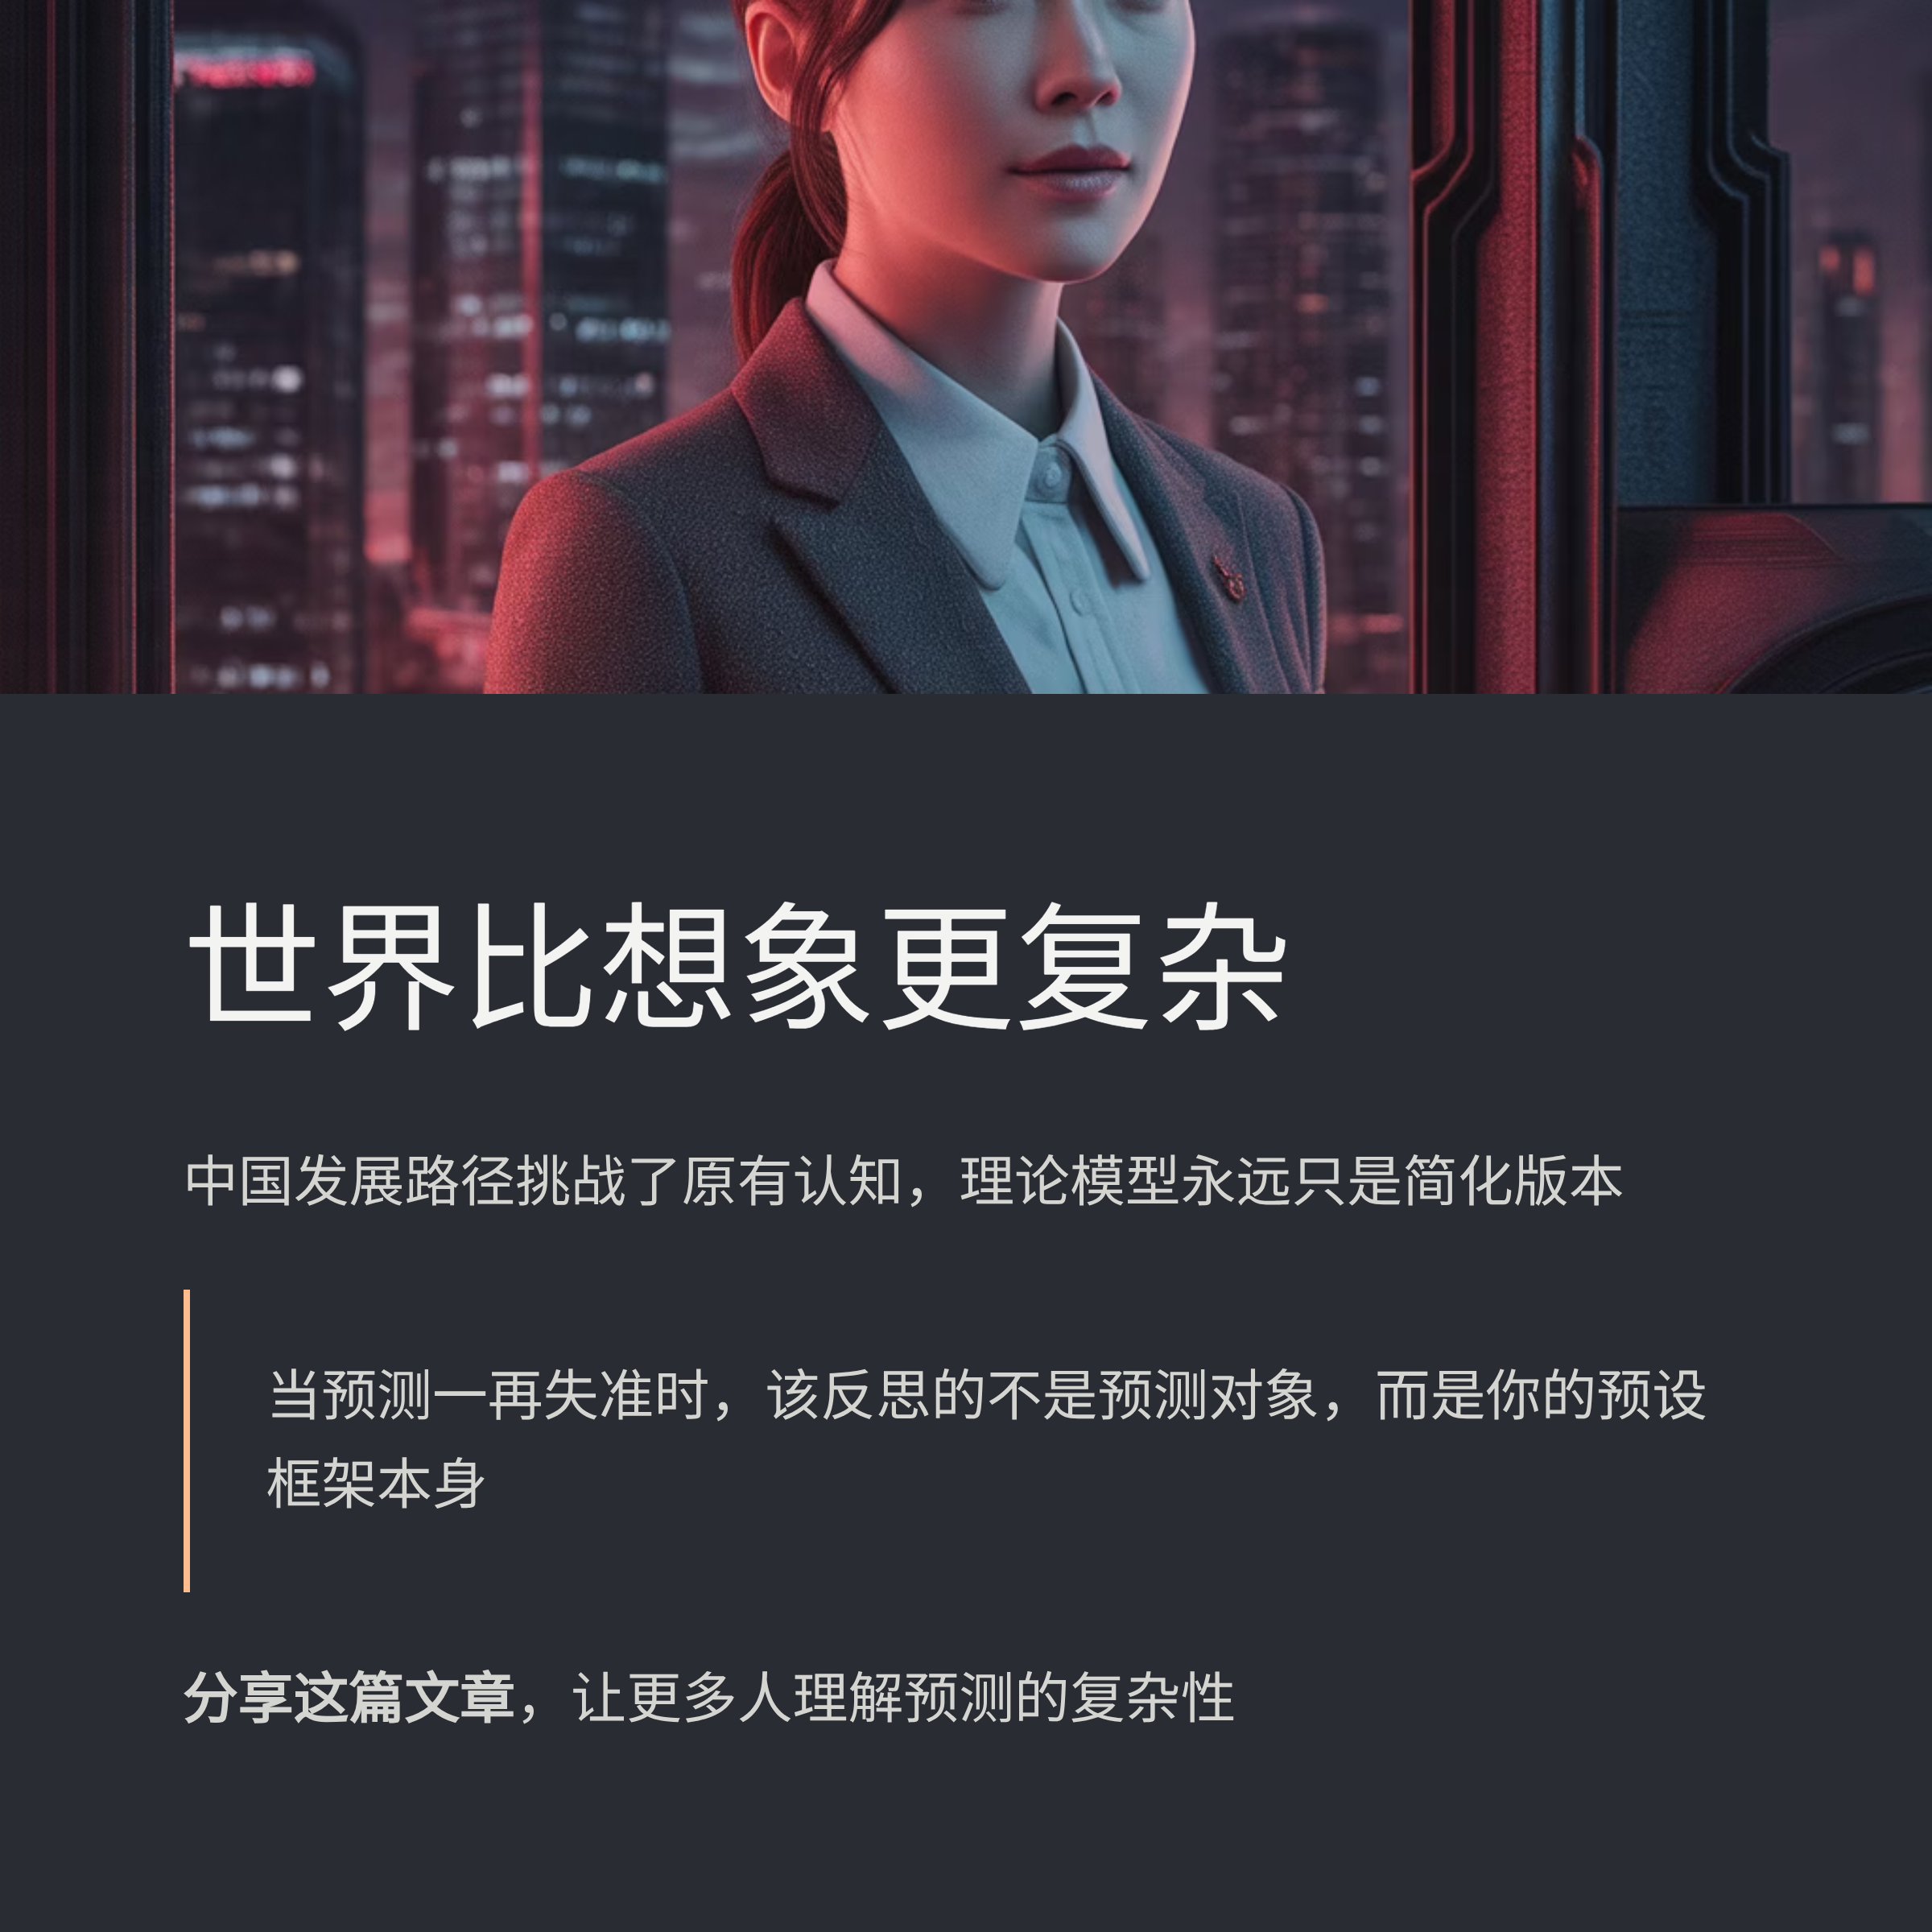 世界比想象更复杂
中国发展路径挑战了原有认知，理论模型永远只是简化版本
当预测一再失准时，该反思的不是预测对象，而是你的预设
框架本身
分享这篇文章，让更多人理解预测的复杂性